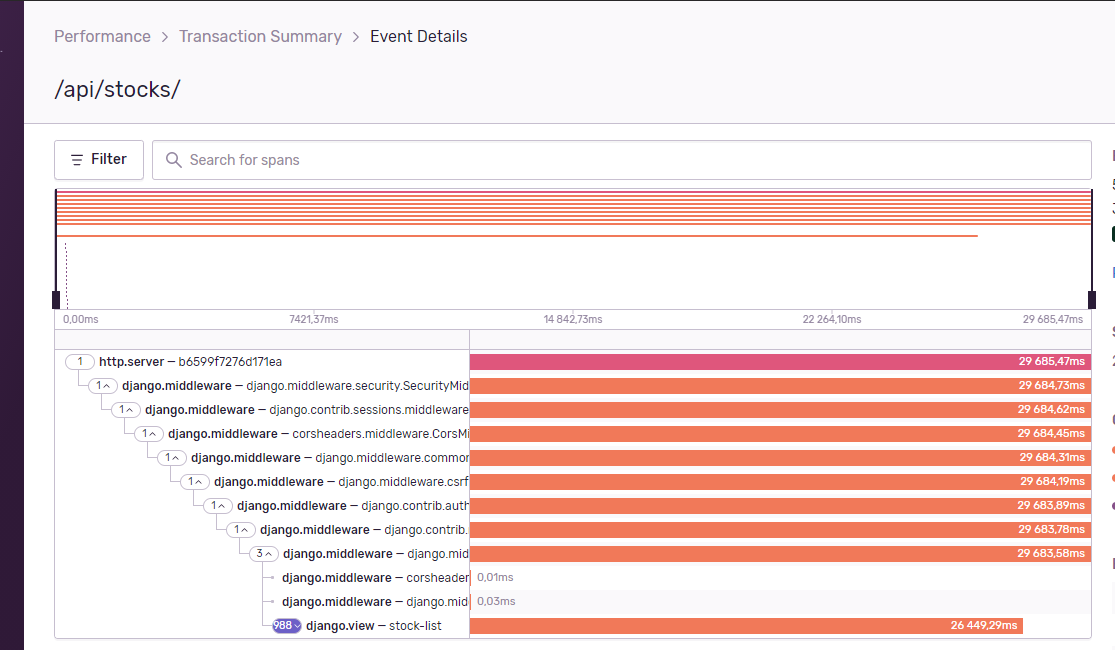 Performance > Transaction Summary > Event Details
/api/stocks/
Filter
Search for spans
0,00ms 7421,37ms 14 842,73ms 22 264,10ms 29 685,47ms
1 http.server — b6599f7276d171ea 29 685,47ms
1 django.middleware — django.middleware.security.SecurityMid 29 684,73ms
1 django.middleware — django.contrib.sessions.middleware 29 684,62ms
1 django.middleware — corsheaders.middleware.CorsMi 29 684,45ms
1 django.middleware — django.middleware.common 29 684,31ms
1 django.middleware — django.middleware.csrf 29 684,19ms
1 django.middleware — django.contrib.auth 29 683,89ms
1 django.middleware — django.contrib. 29 683,78ms
3 django.middleware — django.mid 29 683,58ms
django.middleware — corsheader 0,01ms
django.middleware — django.mid 0,03ms
988 django.view — stock-list 26 449,29ms